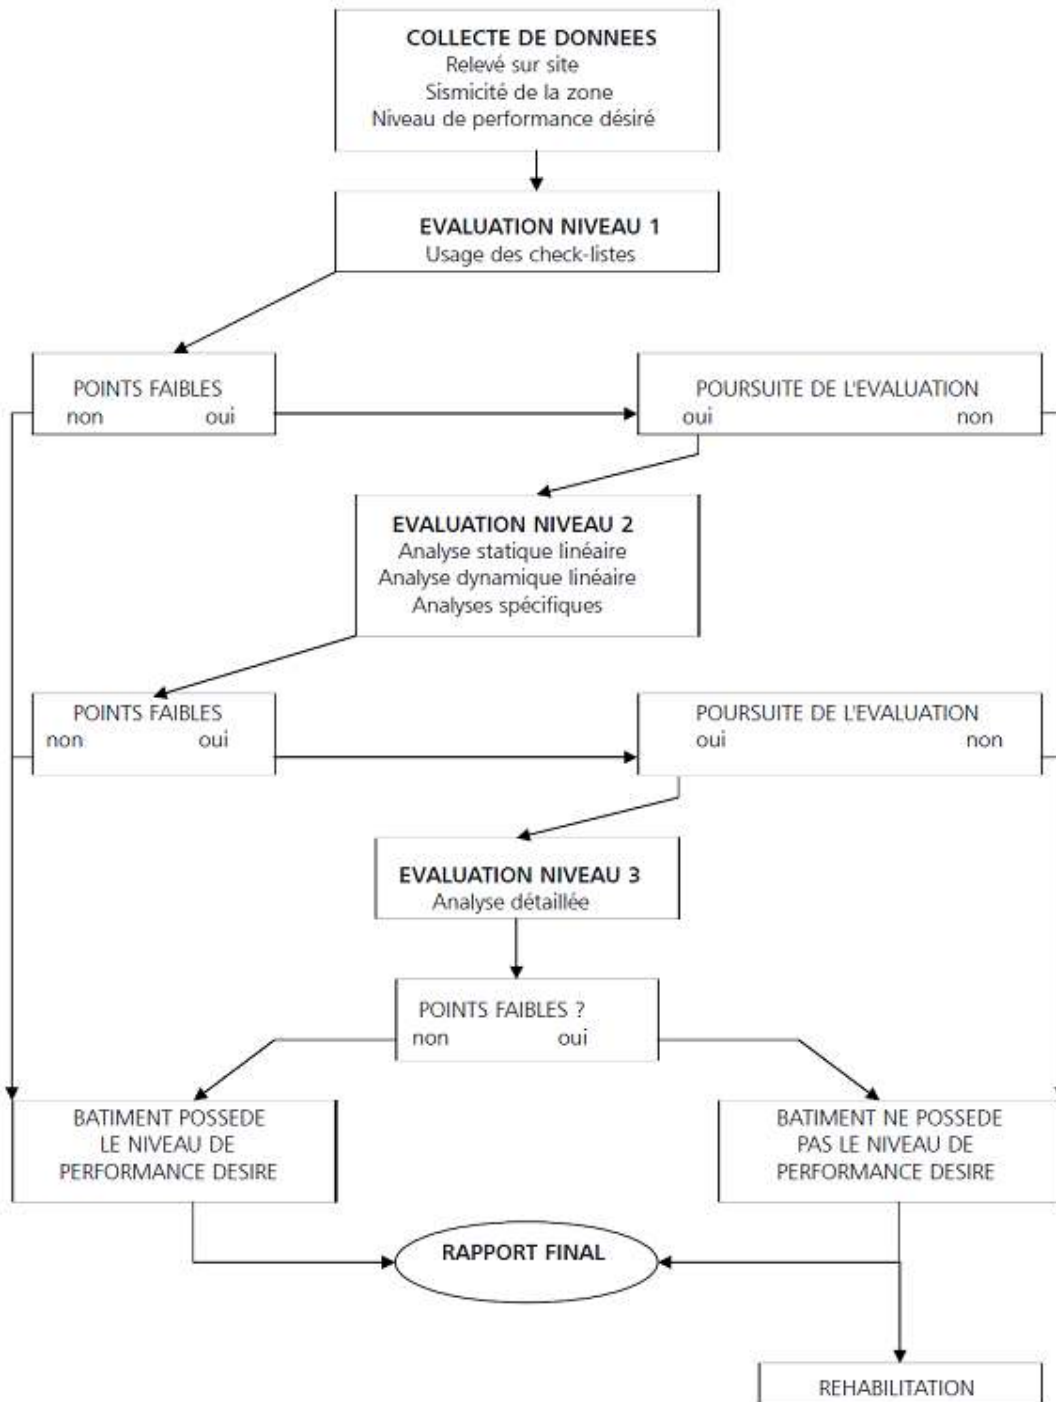 COLLECTE DE DONNEES
Relevé sur site
Sismicité de la zone
Niveau de performance désiré
EVALUATION NIVEAU 1
Usage des check-listes
POINTS FAIBLES
non oui
POURSUITE DE L'EVALUATION
oui non
EVALUATION NIVEAU 2
Analyse statique linéaire
Analyse dynamique linéaire
Analyses spécifiques
POINTS FAIBLES
non oui
POURSUITE DE L'EVALUATION
oui non
EVALUATION NIVEAU 3
Analyse détaillée
POINTS FAIBLES ?
non oui
BATIMENT POSSEDE
LE NIVEAU DE
PERFORMANCE DESIRE
BATIMENT NE POSSEDE
PAS LE NIVEAU DE
PERFORMANCE DESIRE
RAPPORT FINAL
REHABILITATION